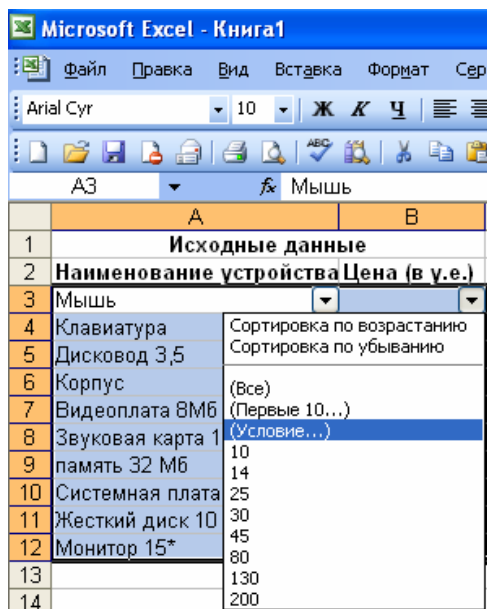 Microsoft Excel - Книга1
Файл Правка Вид Вставка Формат Сер
Arial Cyr 10 Ж К Ч
ABC
A3 fx Мышь
A B
1 Исходные данные
2 Наименование устройства Цена (в у.е.)
3 Мышь
4 Клавиатура Сортировка по возрастанию
5 Дисковод 3,5 Сортировка по убыванию
6 Корпус (Все)
7 Видеоплата 8Мб (Первые 10...)
8 Звуковая карта 1 (Условие...)
9 память 32 Мб 10
14
10 Системная плата 25
11 Жесткий диск 10 30
45
12 Монитор 15* 80
13 130
14 200